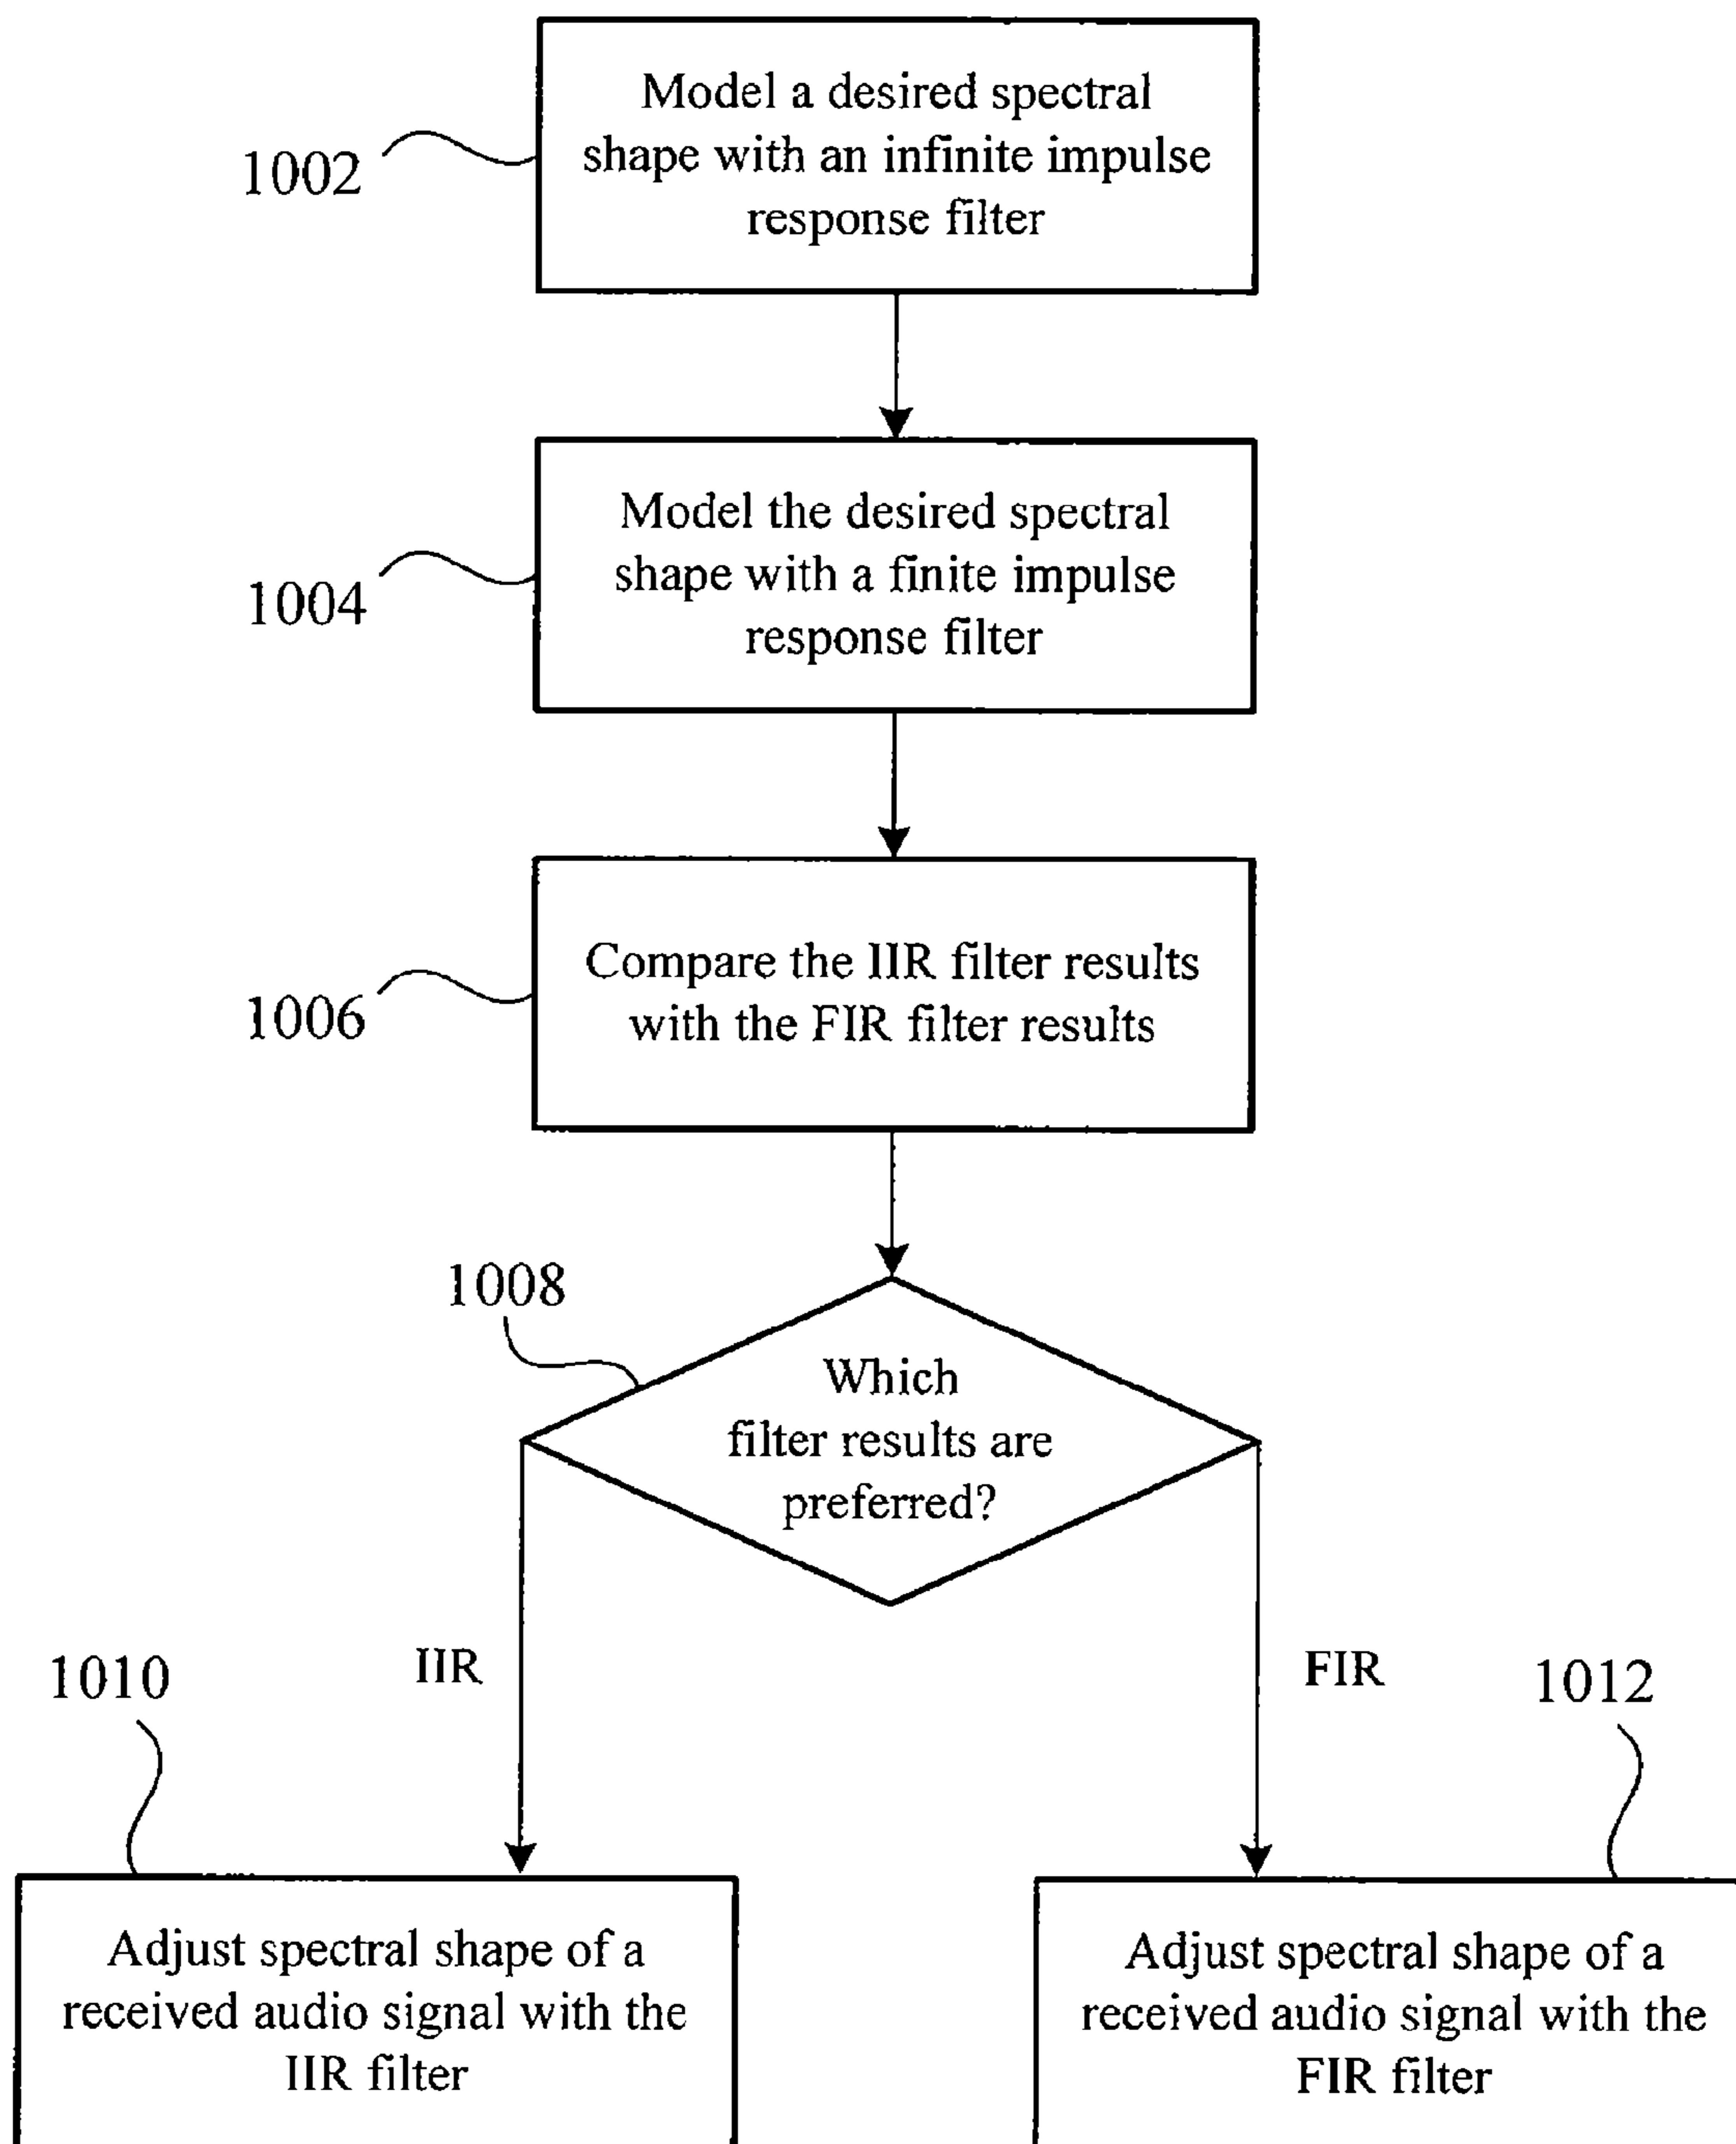 Model a desired spectral
shape with an infinite impulse
response filter
1002
Model the desired spectral
shape with a finite impulse
response filter
1004
Compare the IIR filter results
with the FIR filter results
1006
1008
Which
filter results are
preferred?
IIR
FIR
1010
1012
Adjust spectral shape of a
received audio signal with the
IIR filter
Adjust spectral shape of a
received audio signal with the
FIR filter